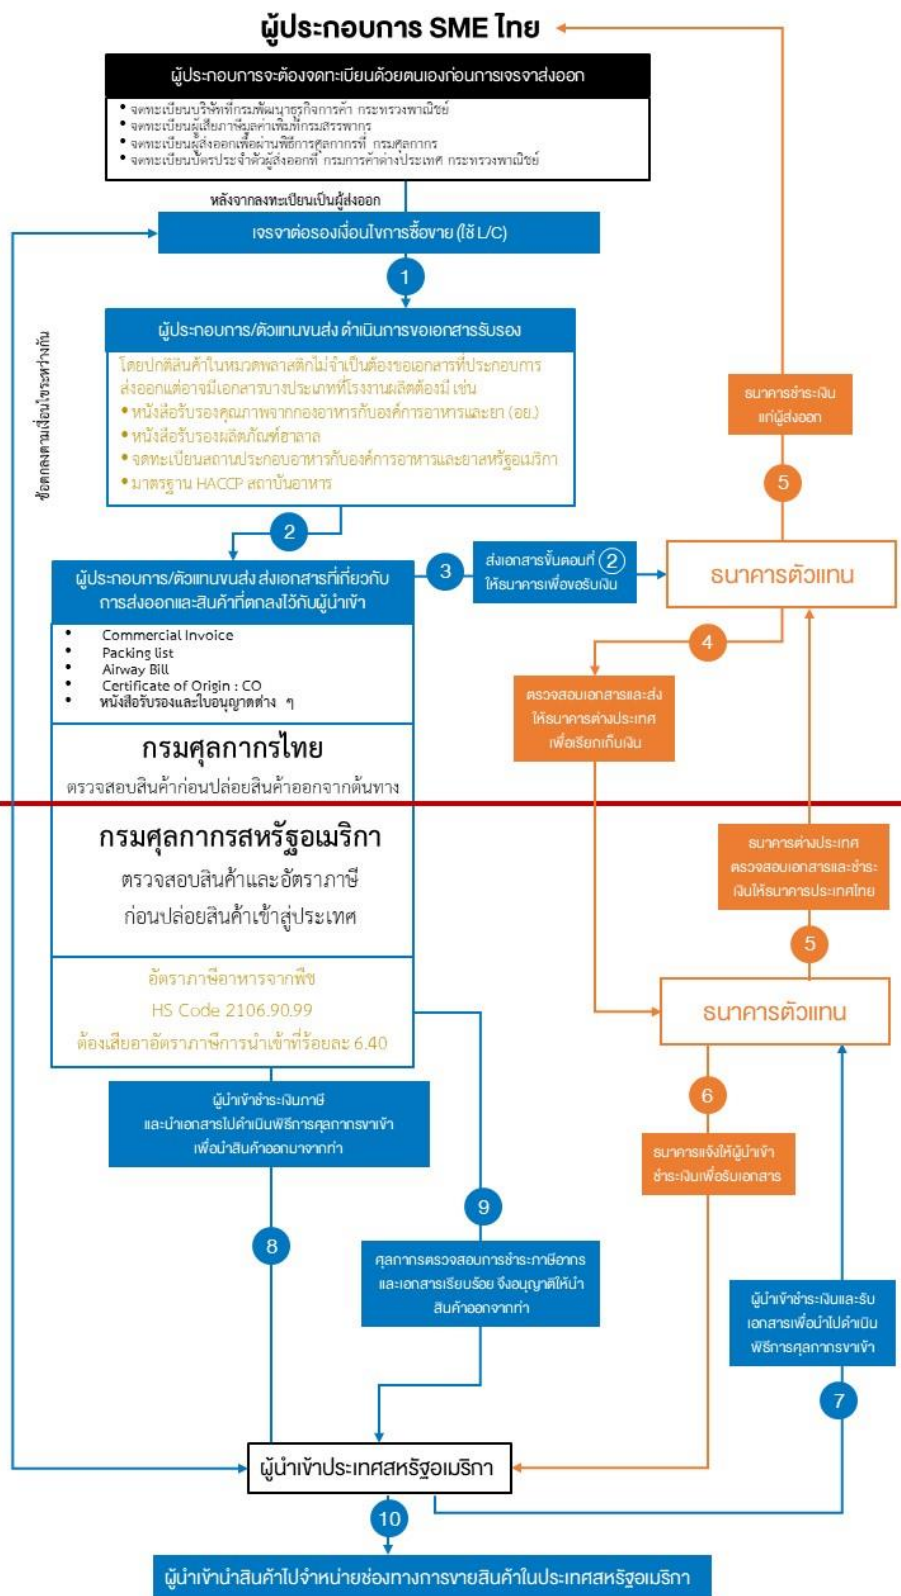 ผู้ประกอบการ SME ไทย
ผู้ประกอบการจะต้องจดทะเบียนด้วยตนเองก่อนการเจรจาส่งออก
• จดทะเบียนบริษัทที่กรมพัฒนาธุรกิจการค้า กระทรวงพาณิชย์
• จดทะเบียนผู้เสียภาษีมูลค่าเพิ่มที่กรมสรรพากร
• จดทะเบียนผู้ส่งออกเพื่อผ่านพิธีการศุลกากรที่ กรมศุลกากร
• จดทะเบียนบัตรประจำตัวผู้ส่งออกที่ กรมการค้าต่างประเทศ กระทรวงพาณิชย์
หลังจากลงทะเบียนเป็นผู้ส่งออก
เจรจาต่อรองเงื่อนไขการซื้อขาย (ใช้ L/C)
1
ข้อตกลงตามเงื่อนไขระหว่างกัน
ผู้ประกอบการ/ตัวแทนขนส่ง ดำเนินการขอเอกสารรับรอง
โดยปกติสินค้าในหมวดพลาสติกไม่จำเป็นต้องขอเอกสารที่ประกอบการ
ส่งออกแต่อาจมีเอกสารบางประเภทที่โรงงานผลิตต้องมี เช่น
• หนังสือรับรองคุณภาพจากกองอาหารกับองค์การอาหารและยา (อย.)
• หนังสือรับรองผลิตภัณฑ์ฮาลาล
• จดทะเบียนสถานประกอบอาหารกับองค์การอาหารและยาสหรัฐอเมริกา
• มาตรฐาน HACCP สถาบันอาหาร
ธนาคารชำระเงิน
แก่ผู้ส่งออก
5
2
ผู้ประกอบการ/ตัวแทนขนส่ง ส่งเอกสารที่เกี่ยวกับ
การส่งออกและสินค้าที่ตกลงไว้กับผู้นำเข้า
3
ส่งเอกสารขั้นตอนที่ 2
ให้ธนาคารเพื่อขอรับเงิน
ธนาคารตัวแทน
• Commercial Invoice
• Packing list
• Airway Bill
• Certificate of Origin : CO
• หนังสือรับรองและใบอนุญาตต่าง ๆ
4
ตรวจสอบเอกสารและส่ง
ให้ธนาคารต่างประเทศ
เพื่อเรียกเก็บเงิน
กรมศุลกากรไทย
ตรวจสอบสินค้าก่อนปล่อยสินค้าออกจากต้นทาง
กรมศุลกากรสหรัฐอเมริกา
ตรวจสอบสินค้าและอัตราภาษี
ก่อนปล่อยสินค้าเข้าสู่ประเทศ
ธนาคารต่างประเทศ
ตรวจสอบเอกสารและชำระ
เงินให้ธนาคารประเทศไทย
5
อัตราภาษีอาหารจากพืช
HS Code 2106.90.99
ต้องเสียอาอัตราภาษีการนำเข้าที่ร้อยละ 6.40
ธนาคารตัวแทน
6
ผู้นำเข้าชำระเงินภาษี
และนำเอกสารไปดำเนินพิธีการศุลกากรขาเข้า
เพื่อนำสินค้าออกมาจากท่า
ธนาคารแจ้งให้ผู้นำเข้า
ชำระเงินเพื่อรับเอกสาร
9
8
ศุลกากรตรวจสอบการชำระภาษีอากร
และเอกสารเรียบร้อย จึงอนุญาติให้นำ
สินค้าออกจากท่า
ผู้นำเข้าชำระเงินและรับ
เอกสารเพื่อนำไปดำเนิน
พิธีการศุลกากรขาเข้า
7
ผู้นำเข้าประเทศสหรัฐอเมริกา
10
ผู้นำเข้านำสินค้าไปจำหน่ายช่องทางการขายสินค้าในประเทศสหรัฐอเมริกา